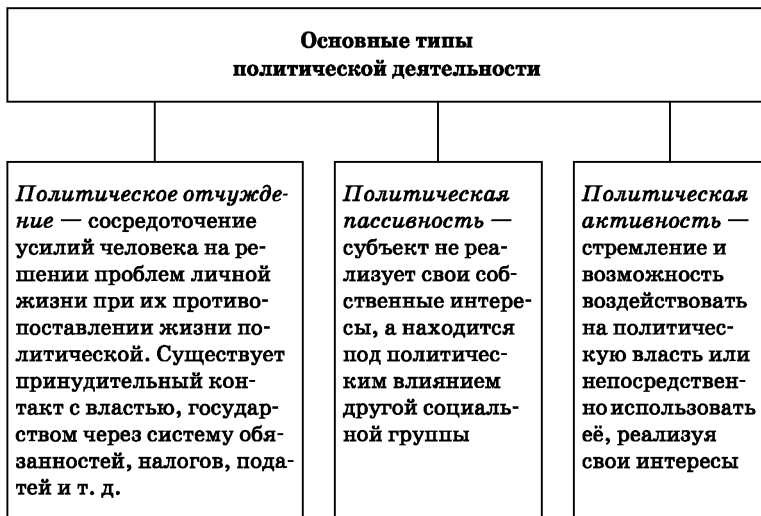 Основные типы
политической деятельности
Политическое отчужде-
ние — сосредоточение
усилий человека на ре-
шении проблем личной
жизни при их противо-
поставлении жизни по-
литической. Существует
принудительный кон-
такт с властью, государ-
ством через систему обя-
занностей, налогов, пода-
тей и т. д.
Политическая
пассивность —
субъект не реа-
лизует свои соб-
ственные интере-
сы, а находится
под политичес-
ким влиянием
другой социаль-
ной группы
Политическая
активность —
стремление и
возможность
воздействовать
на политичес-
кую власть или
непосредствен-
но использовать
её, реализуя
свои интересы